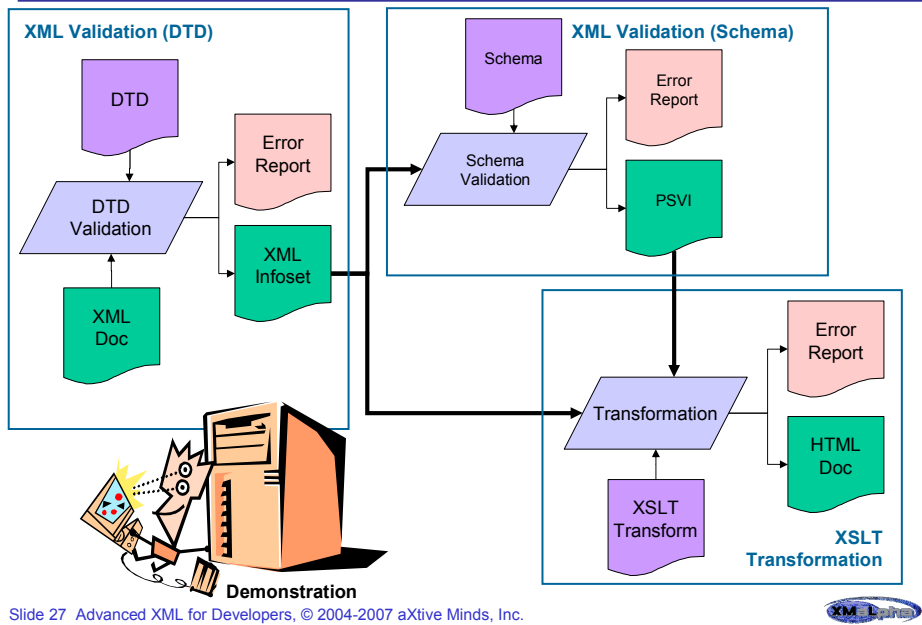 XML Validation (DTD)
DTD
DTD
Validation
XML
Doc
Error
Report
XML
Infoset
XML Validation (Schema)
Schema
Schema
Validation
Error
Report
PSVI
Transformation
XSLT
Transform
Error
Report
HTML
Doc
XSLT
Transformation
Demonstration
Slide 27 Advanced XML for Developers, © 2004-2007 aXtive Minds, Inc.
XMaLpha